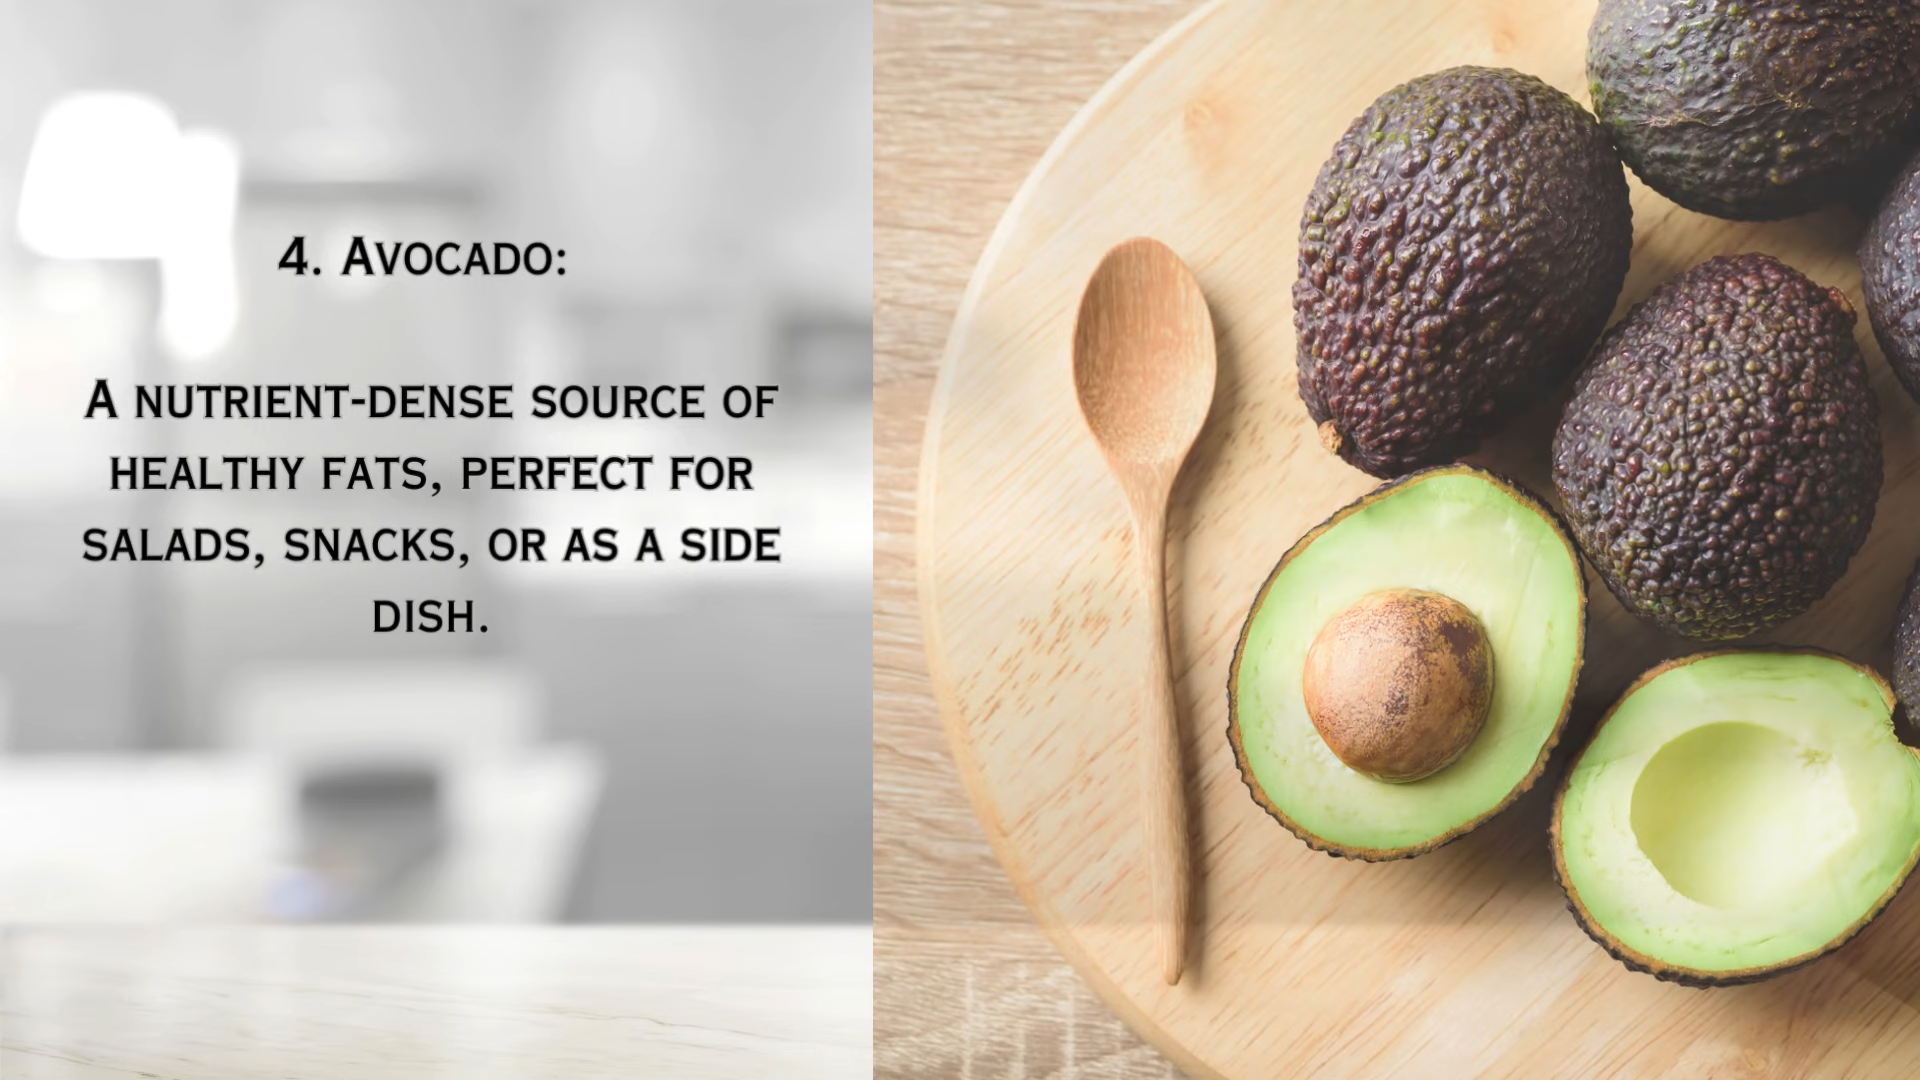 4. Avocado:
A nutrient-dense source of
healthy fats, perfect for
salads, snacks, or as a side
dish.